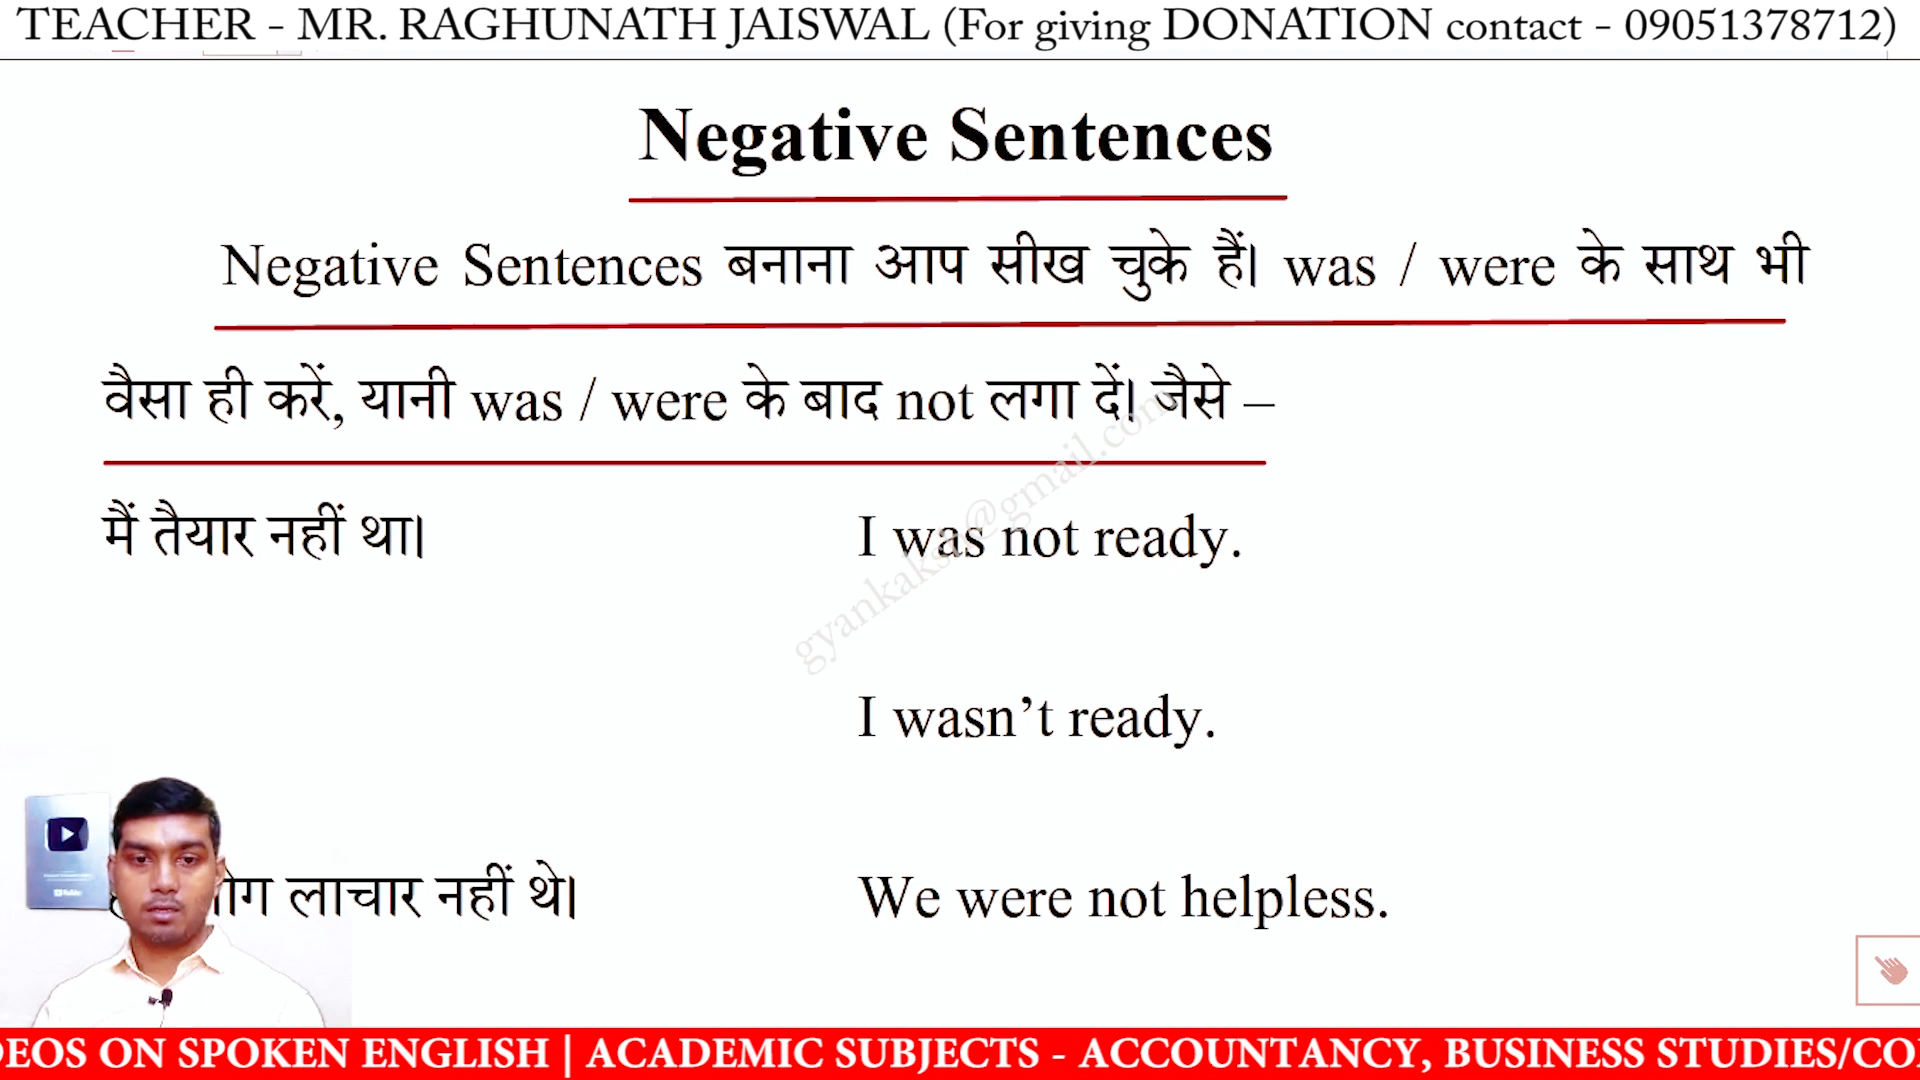 TEACHER - MR. RAGHUNATH JAISWAL (For giving DONATION contact - 09051378712)
Negative Sentences
Negative Sentences बनाना आप सीख चुके हैं। was / were के साथ भी
वैसा ही करें, यानी was / were के बाद not लगा दें। जैसे –
मैं तैयार नहीं था। I was not ready.
I wasn’t ready.
लाचार नहीं थे। We were not helpless.
ON SPOKEN ENGLISH | ACADEMIC SUBJECTS - ACCOUNTANCY, BUSINESS STUDIES/